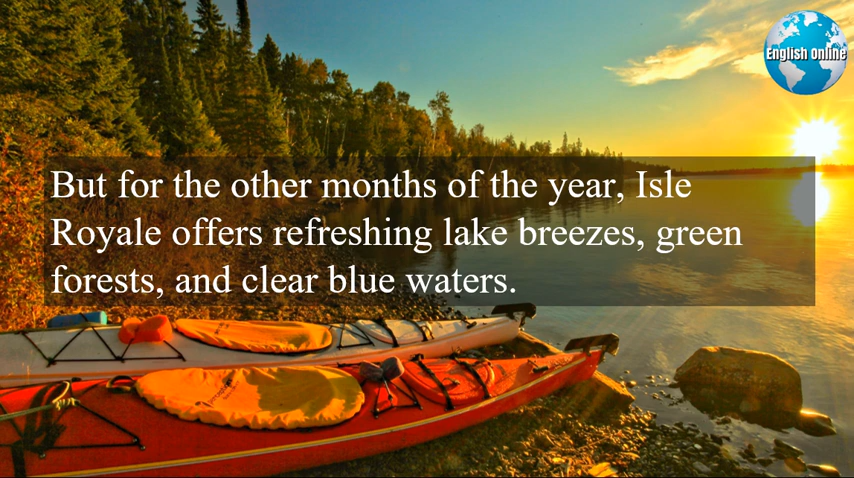 English Online
But for the other months of the year, Isle
Royale offers refreshing lake breezes, green
forests, and clear blue waters.